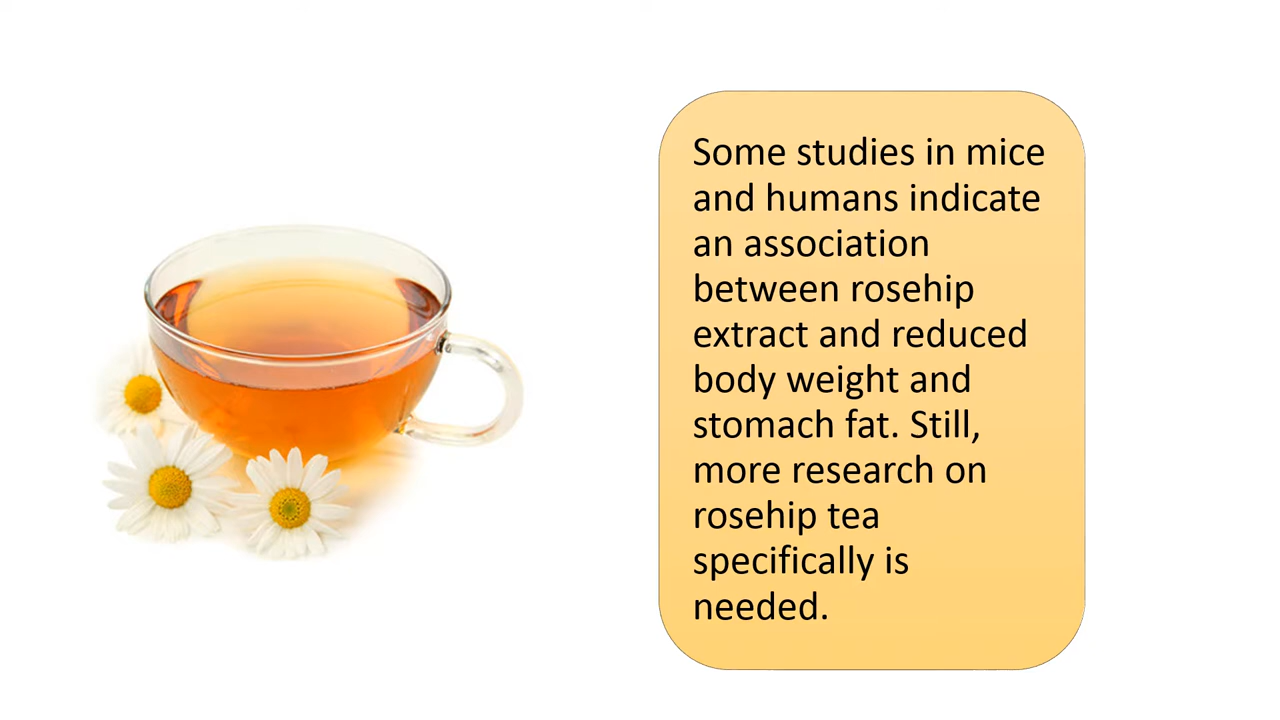 Some studies in mice
and humans indicate
an association
between rosehip
extract and reduced
body weight and
stomach fat. Still,
more research on
rosehip tea
specifically is
needed.